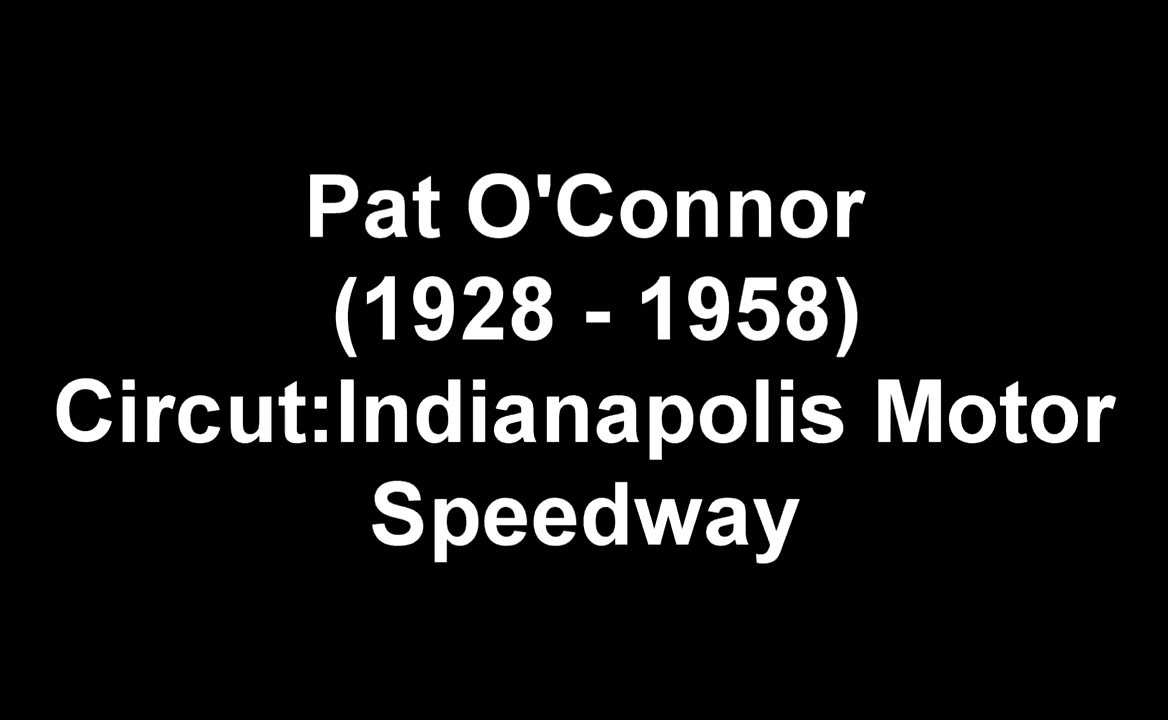 Pat O'Connor
(1928 - 1958)
Circut:Indianapolis Motor
Speedway